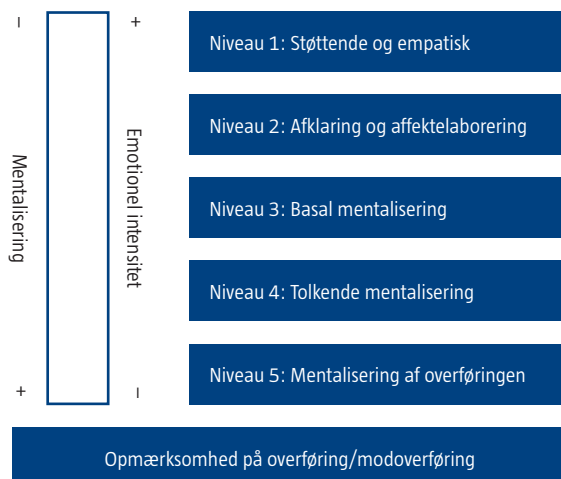 –
+
Niveau 1: Støttende og empatisk
Niveau 2: Afklaring og affektelaborering
Mentalisering
Emotionel intensitet
Niveau 3: Basal mentalisering
Niveau 4: Tolkende mentalisering
Niveau 5: Mentalisering af overføringen
+
–
Opmærksomhed på overføring/modoverføring